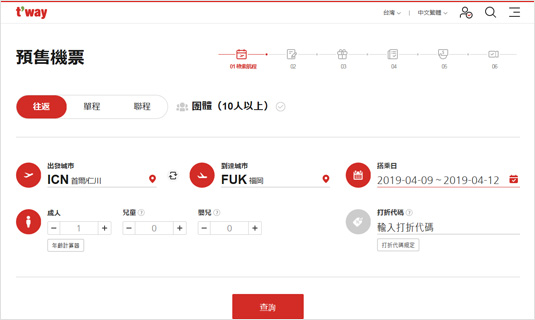 t'way
台灣 | 中文繁體
預售機票
01 檢索航程 02 03 04 05 06
往返 單程 聯程 團體（10人以上）
出發城市 到達城市 搭乘日
ICN 首爾/仁川 FUK 福岡 2019-04-09 ~ 2019-04-12
成人 兒童 ? 嬰兒 ? 打折代碼 ?
− 1 + − 0 + − 0 + 輸入打折代碼
年齡計算器 打折代碼規定
查詢